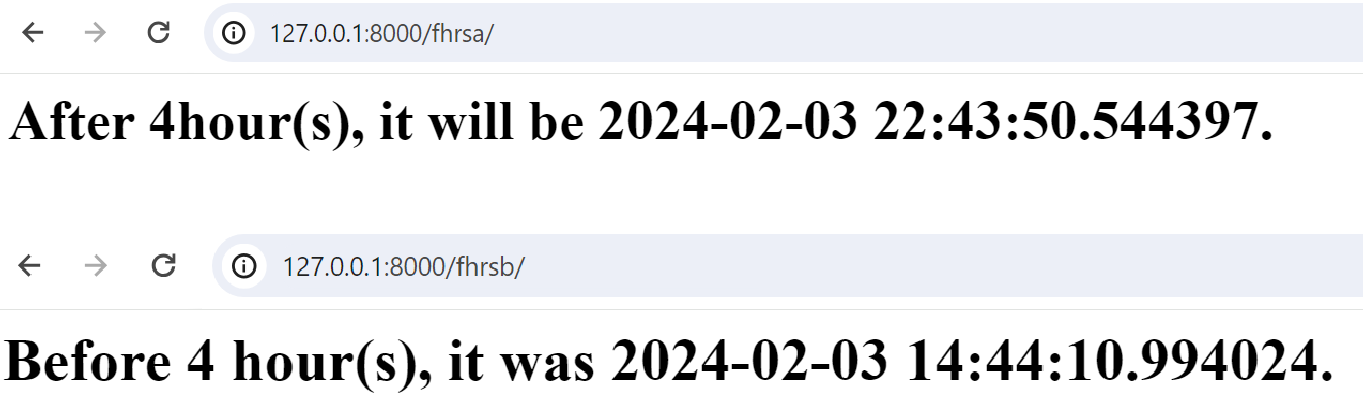 127.0.0.1:8000/fhrsa/
After 4hour(s), it will be 2024-02-03 22:43:50.544397.
127.0.0.1:8000/fhrsb/
Before 4 hour(s), it was 2024-02-03 14:44:10.994024.